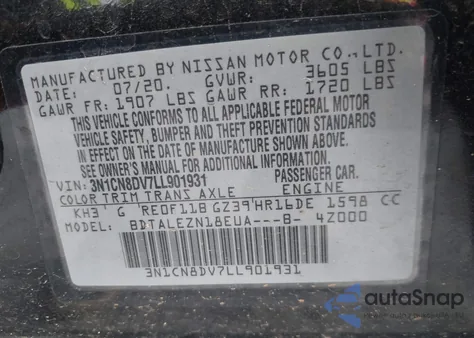 MANUFACTURED BY NISSAN MOTOR CO.,LTD.
DATE: 07/20. GVWR: 3605 LBS
GAWR FR: 1907 LBS GAWR RR: 1720 LBS
THIS VEHICLE CONFORMS TO ALL APPLICABLE FEDERAL MOTOR
VEHICLE SAFETY, BUMPER AND THEFT PREVENTION STANDARDS
IN EFFECT ON THE DATE OF MANUFACTURE SHOWN ABOVE.
SEE OWNER'S MANUAL FOR ADDITIONAL INFORMATION.
VIN: 3N1CN8DV7LL901931 PASSENGER CAR.
COLOR TRIM TRANS AXLE ENGINE
KH3 G RE0F11B GZ39 HR16DE 1598 CC
MODEL: BDTALEZN18EUA---B- 4Z000
3N1CN8DV7LL901931
autoSnap